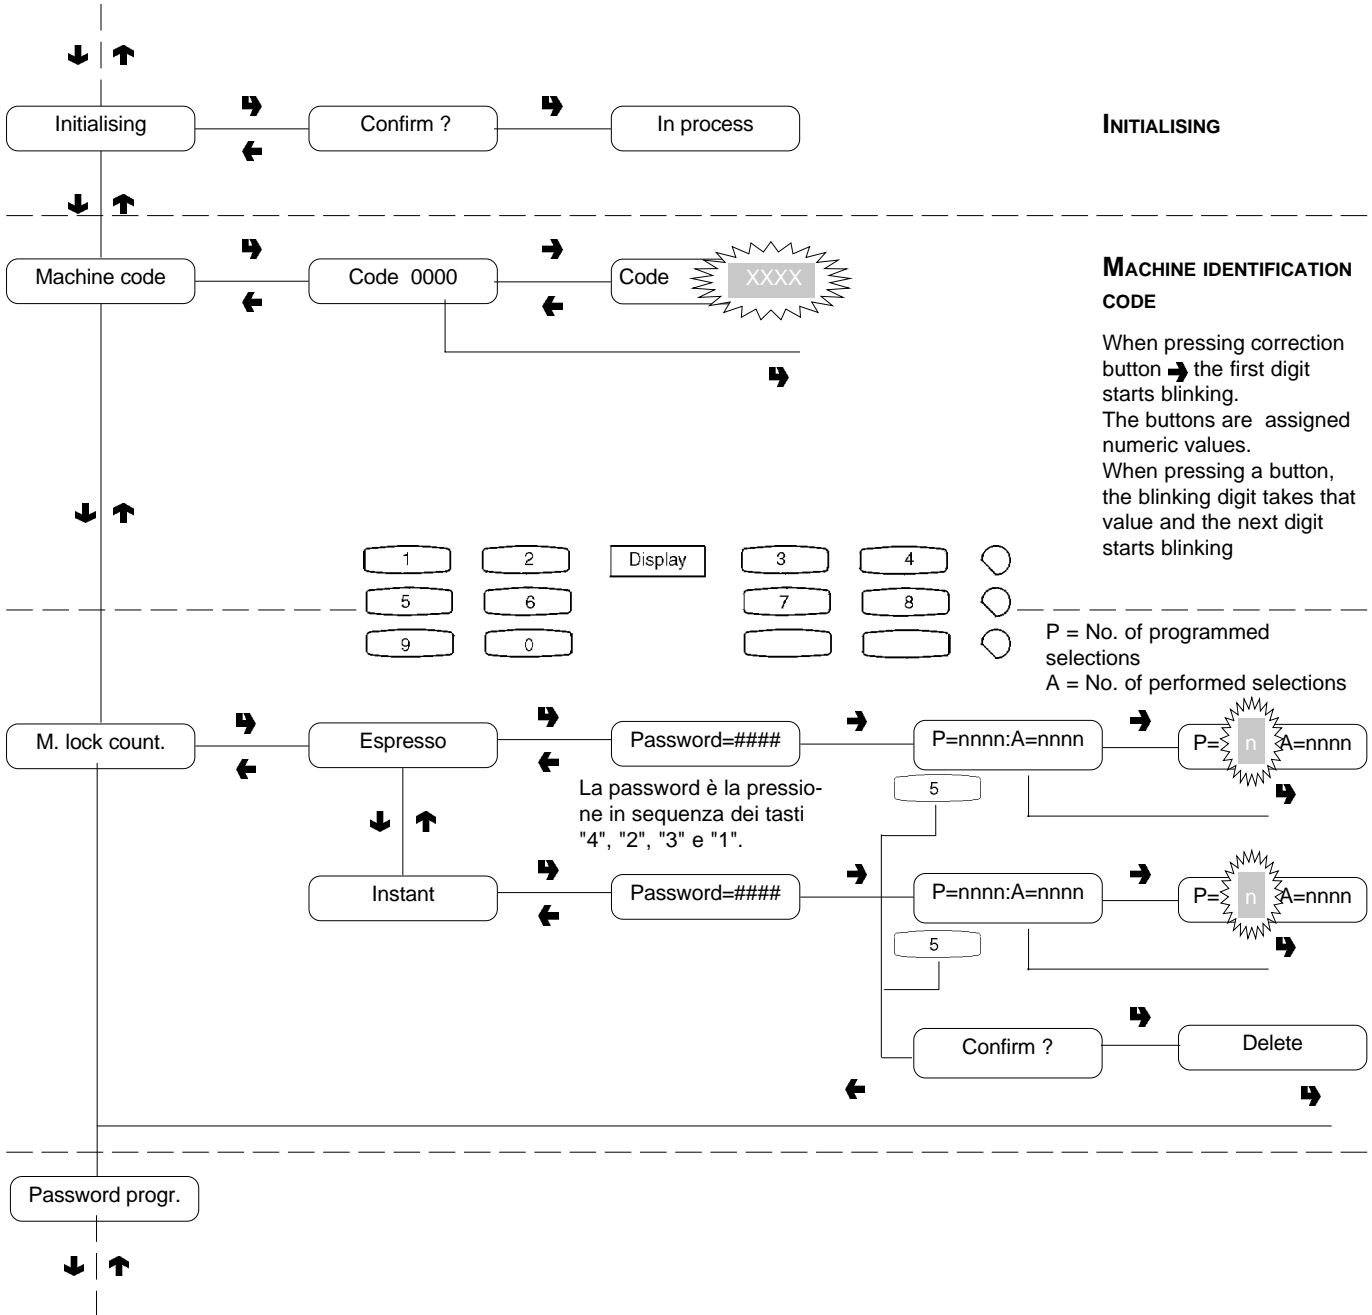 Initialising
Confirm ?
In process
INITIALISING
Machine code
Code 0000
Code
XXXX
MACHINE IDENTIFICATION
CODE
When pressing correction
button the first digit
starts blinking.
The buttons are assigned
numeric values.
When pressing a button,
the blinking digit takes that
value and the next digit
starts blinking
1
2
Display
3
4
5
6
7
8
9
0
P = No. of programmed
selections
A = No. of performed selections
M. lock count.
Espresso
Password=####
P=nnnn:A=nnnn
P= n A=nnnn
La password è la pressio-
ne in sequenza dei tasti
"4", "2", "3" e "1".
5
Instant
Password=####
P=nnnn:A=nnnn
P= n A=nnnn
5
Confirm ?
Delete
Password progr.